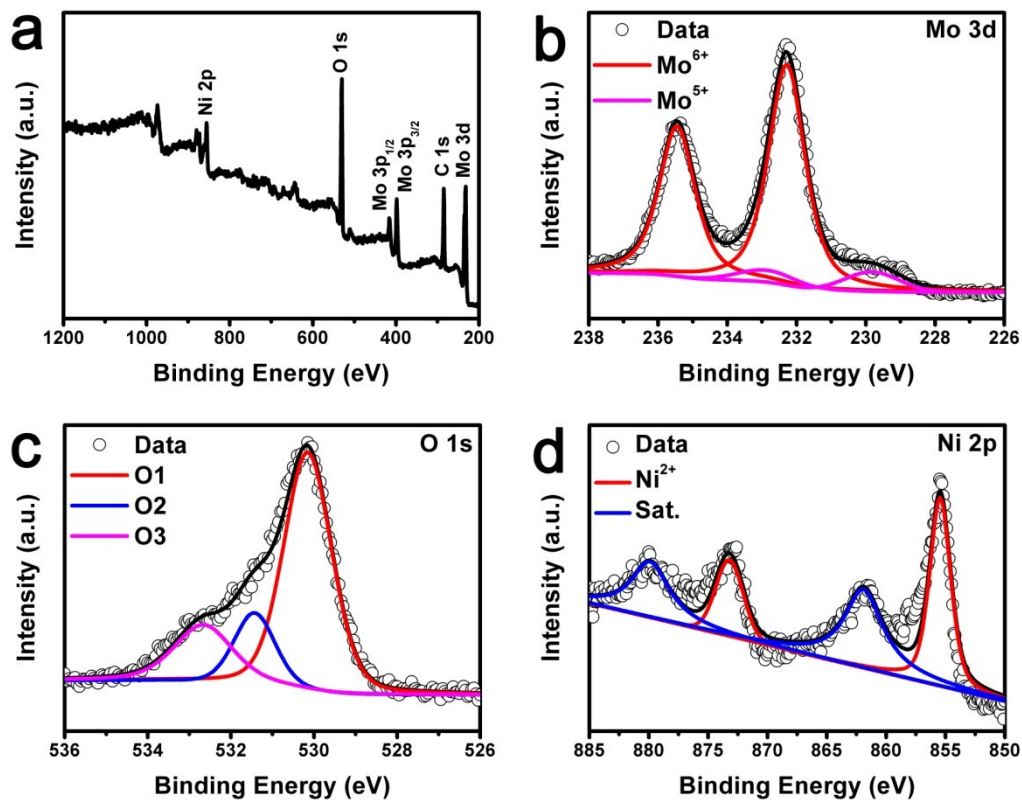 a
Ni 2p
O 1s
Mo 3p1/2
Mo 3p3/2
C 1s
Mo 3d
Intensity (a.u.)
1200 1000 800 600 400 200
Binding Energy (eV)
b
Data
Mo6+
Mo5+
Mo 3d
Intensity (a.u.)
238 236 234 232 230 228 226
Binding Energy (eV)
c
Data
O1
O2
O3
O 1s
Intensity (a.u.)
536 534 532 530 528 526
Binding Energy (eV)
d
Data
Ni2+
Sat.
Ni 2p
Intensity (a.u.)
885 880 875 870 865 860 855 850
Binding Energy (eV)